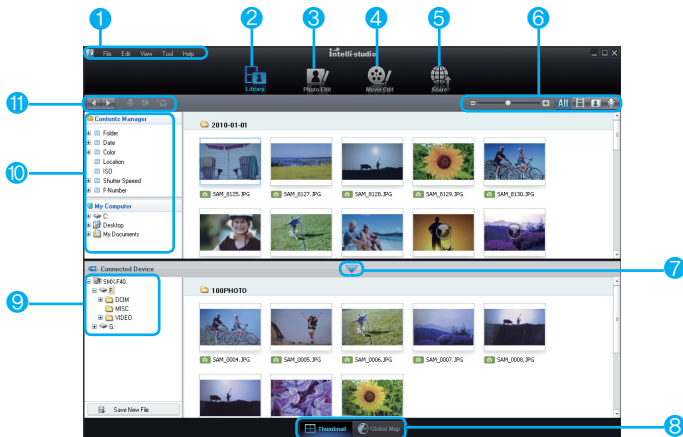 1 2 3 4 5 6
File Edit View Tool Help
intelli-studio
Library Photo Edit Movie Edit Share
11
All
Contents Manager
Folder
Date
Color
Location
ISO
Shutter Speeed
F-Number
10
2010-01-01
SAM_8125.JPG SAM_8127.JPG SAM_8128.JPG SAM_8129.JPG SAM_8130.JPG
My Computer
C:
Desktop
My Documents
Connected Device
7
SMX-F40
F:
DCIM
MISC
VIDEO
G:
9
100PHOTO
SAM_0004.JPG SAM_0005.JPG SAM_0006.JPG SAM_0007.JPG SAM_0008.JPG
Save New File
Thumbnail Global Map
8